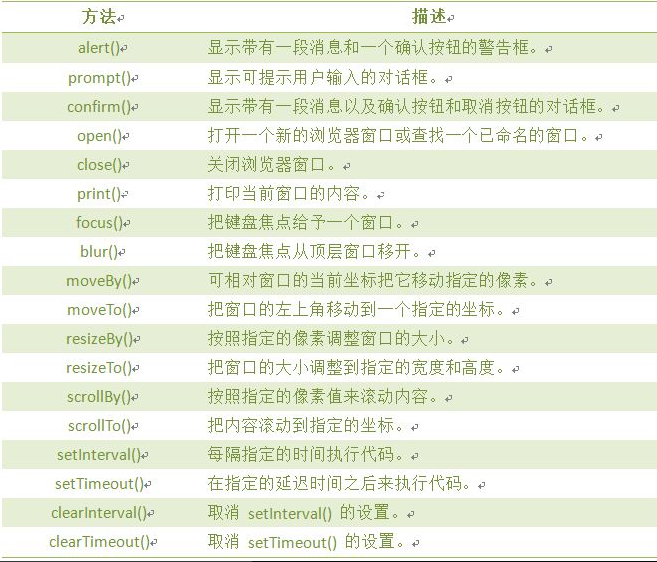 方法 描述
alert() 显示带有一段消息和一个确认按钮的警告框。
prompt() 显示可提示用户输入的对话框。
confirm() 显示带有一段消息以及确认按钮和取消按钮的对话框。
open() 打开一个新的浏览器窗口或查找一个已命名的窗口。
close() 关闭浏览器窗口。
print() 打印当前窗口的内容。
focus() 把键盘焦点给予一个窗口。
blur() 把键盘焦点从顶层窗口移开。
moveBy() 可相对窗口的当前坐标把它移动指定的像素。
moveTo() 把窗口的左上角移动到一个指定的坐标。
resizeBy() 按照指定的像素调整窗口的大小。
resizeTo() 把窗口的大小调整到指定的宽度和高度。
scrollBy() 按照指定的像素值来滚动内容。
scrollTo() 把内容滚动到指定的坐标。
setInterval() 每隔指定的时间执行代码。
setTimeout() 在指定的延迟时间之后来执行代码。
clearInterval() 取消 setInterval() 的设置。
clearTimeout() 取消 setTimeout() 的设置。